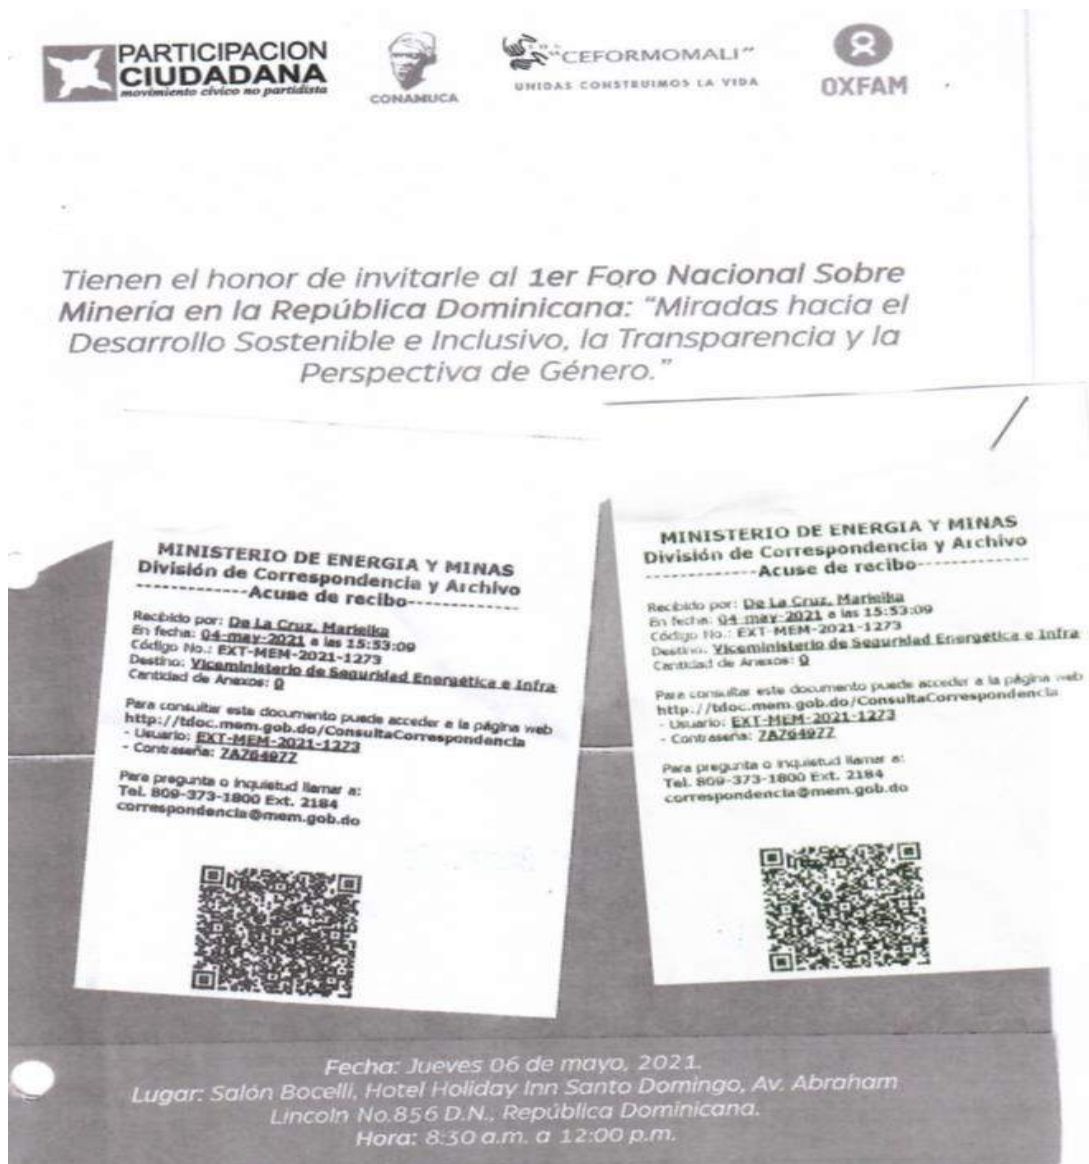 PARTICIPACION
CIUDADANA
movimiento cívico no partidista
CONAMUCA
"CEFORMOMALI"
UNIDAS CONSTRUIMOS LA VIDA
OXFAM
Tienen el honor de invitarle al 1er Foro Nacional Sobre
Minería en la República Dominicana: "Miradas hacia el
Desarrollo Sostenible e Inclusivo, la Transparencia y la
Perspectiva de Género."
MINISTERIO DE ENERGIA Y MINAS
División de Correspondencia y Archivo
------------Acuse de recibo------------
Recibido por: De La Cruz, Marielka
En fecha: 04-may-2021 a las 15:53:09
Código No.: EXT-MEM-2021-1273
Destino: Viceministerio de Seguridad Energética e Infra
Cantidad de Anexos: 0
Para consultar este documento puede acceder a la página web
http://tdoc.mem.gob.do/ConsultaCorrespondencia
- Usuario: EXT-MEM-2021-1273
- Contraseña: 7A764977
Para pregunta o inquietud llamar a:
Tel. 809-373-1800 Ext. 2184
correspondencia@mem.gob.do
MINISTERIO DE ENERGIA Y MINAS
División de Correspondencia y Archivo
------------Acuse de recibo------------
Recibido por: De La Cruz, Marielka
En fecha: 04-may-2021 a las 15:53:09
Código No.: EXT-MEM-2021-1273
Destino: Viceministerio de Seguridad Energética e Infra
Cantidad de Anexos: 0
Para consultar este documento puede acceder a la página web
http://tdoc.mem.gob.do/ConsultaCorrespondencia
- Usuario: EXT-MEM-2021-1273
- Contraseña: 7A764977
Para pregunta o inquietud llamar a:
Tel. 809-373-1800 Ext. 2184
correspondencia@mem.gob.do
Fecha: Jueves 06 de mayo, 2021.
Lugar: Salón Bocelli, Hotel Holiday Inn Santo Domingo, Av. Abraham
Lincoln No.856 D.N., República Dominicana.
Hora: 8:30 a.m. a 12:00 p.m.